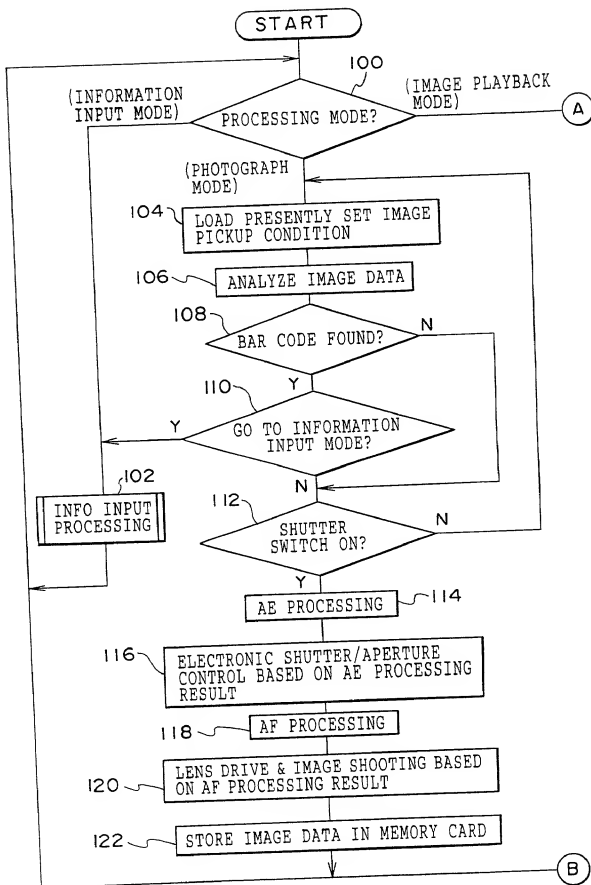 START
100
(INFORMATION
INPUT MODE)
(IMAGE PLAYBACK
MODE)
PROCESSING MODE?
A
(PHOTOGRAPH
MODE)
104
LOAD PRESENTLY SET IMAGE
PICKUP CONDITION
106
ANALYZE IMAGE DATA
108
BAR CODE FOUND?
N
Y
110
GO TO INFORMATION
INPUT MODE?
Y
N
102
INFO INPUT
PROCESSING
112
SHUTTER
SWITCH ON?
N
Y
AE PROCESSING
114
116
ELECTRONIC SHUTTER/APERTURE
CONTROL BASED ON AE PROCESSING
RESULT
118
AF PROCESSING
120
LENS DRIVE & IMAGE SHOOTING BASED
ON AF PROCESSING RESULT
122
STORE IMAGE DATA IN MEMORY CARD
B